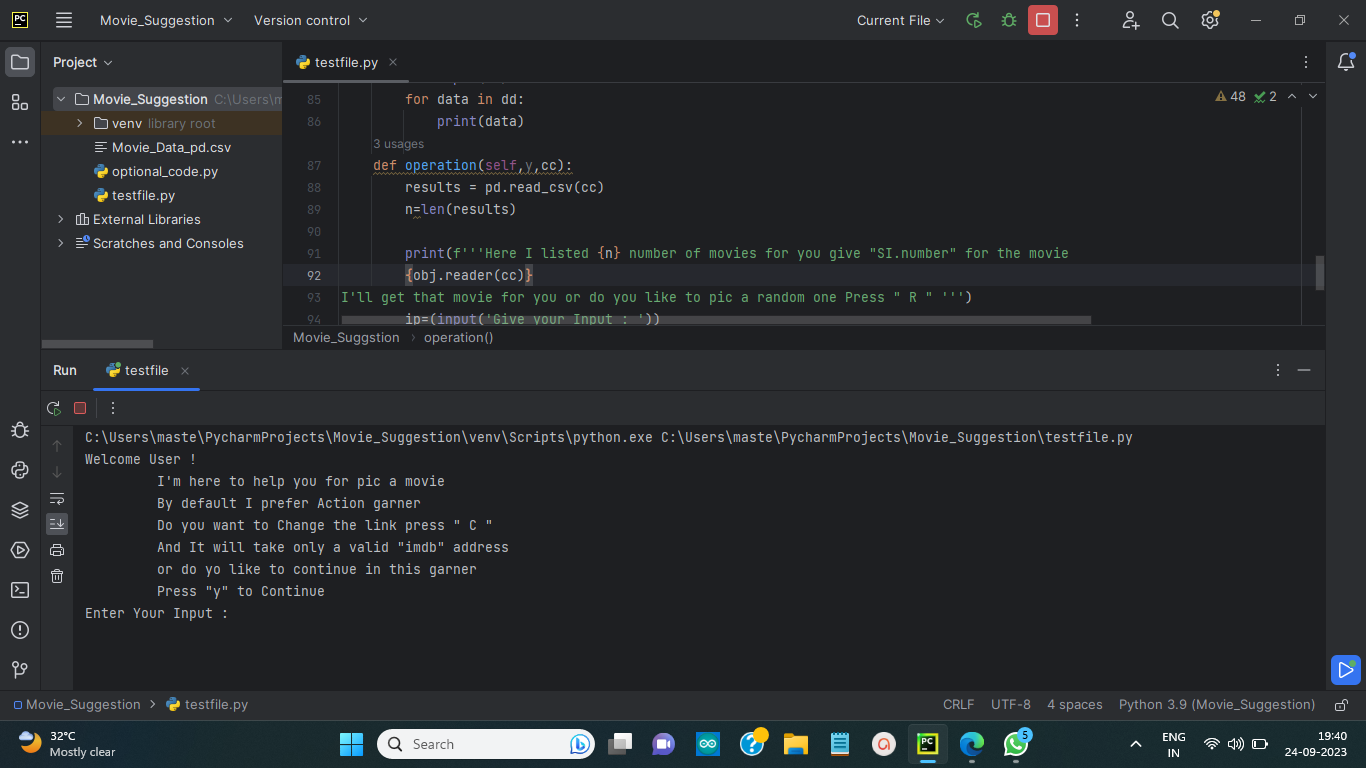 PC Movie_Suggestion Version control Current File
Project
testfile.py
Movie_Suggestion C:\Users\m
venv library root
Movie_Data_pd.csv
optional_code.py
testfile.py
External Libraries
Scratches and Consoles
48 2
85 for data in dd:
86 print(data)
3 usages
87 def operation(self,y,cc):
88 results = pd.read_csv(cc)
89 n=len(results)
90
91 print(f'''Here I listed {n} number of movies for you give "SI.number" for the movie
92 {obj.reader(cc)}
93 I'll get that movie for you or do you like to pic a random one Press " R " ''')
94 ip=(input('Give your Input : '))
Movie_Suggstion operation()
Run testfile
C:\Users\maste\PycharmProjects\Movie_Suggestion\venv\Scripts\python.exe C:\Users\maste\PycharmProjects\Movie_Suggestion\testfile.py
Welcome User !
I'm here to help you for pic a movie
By default I prefer Action garner
Do you want to Change the link press " C "
And It will take only a valid "imdb" address
or do yo like to continue in this garner
Press "y" to Continue
Enter Your Input :
Movie_Suggestion testfile.py CRLF UTF-8 4 spaces Python 3.9 (Movie_Suggestion)
32°C
Mostly clear
Search
PC
5
ENG
IN
19:40
24-09-2023